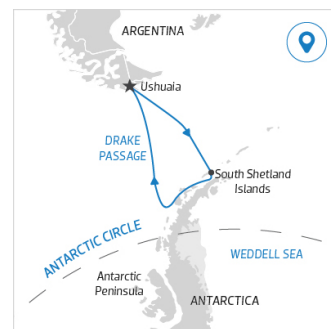 ARGENTINA
Ushuaia
DRAKE
PASSAGE
South Shetland
Islands
ANTARCTIC CIRCLE
WEDDELL SEA
Antarctic
Peninsula
ANTARCTICA